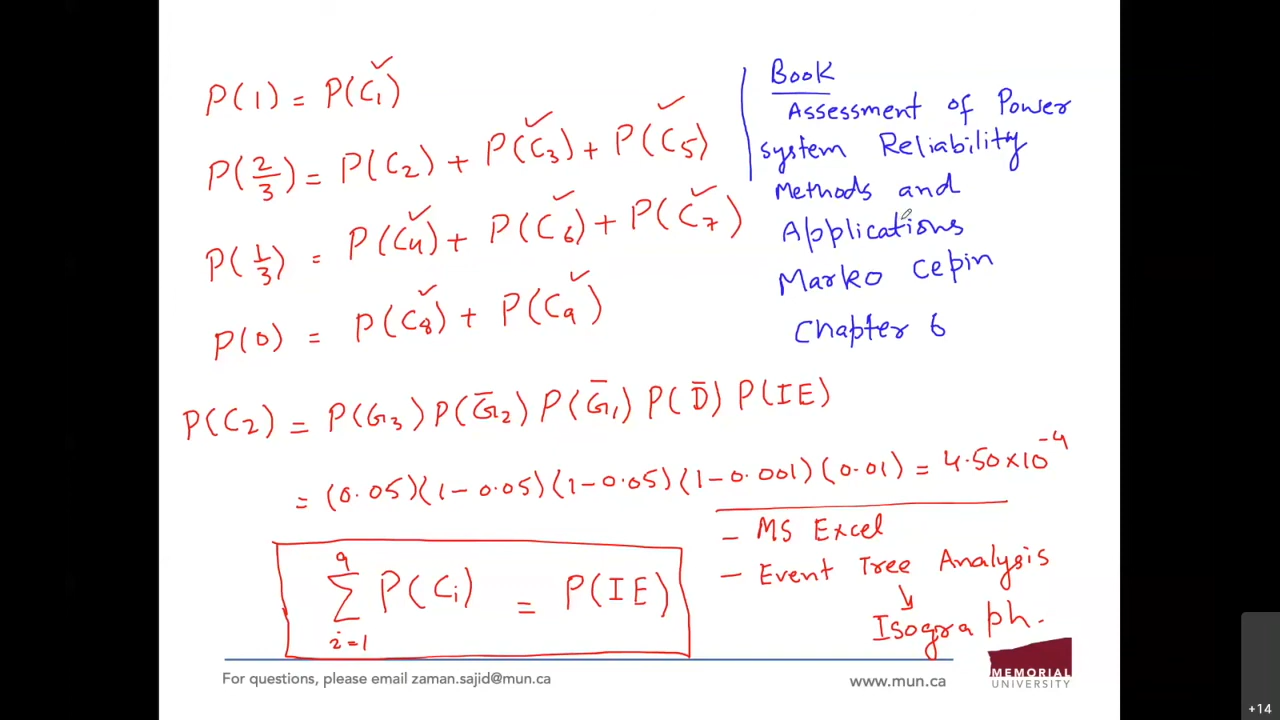 P(1) = P(C₁)
P(2/3) = P(C₂) + P(C₃) + P(C₅)
P(1/3) = P(C₄) + P(C₆) + P(C₇)
P(0) = P(C₈) + P(C₉)
Book
Assessment of Power
system Reliability
Methods and
Applications
Marko Cepin
Chapter 6
P(C₂) = P(G₃) P(G̅₂) P(G̅₁) P(D̅) P(IE)
= (0.05)(1-0.05)(1-0.05)(1-0.001)(0.01) = 4.50×10⁻⁴
9
∑ P(Ci) = P(IE)
i=1
- MS Excel
- Event Tree Analysis
↓
Isograph.
For questions, please email zaman.sajid@mun.ca
www.mun.ca
MEMORIAL
UNIVERSITY
+14